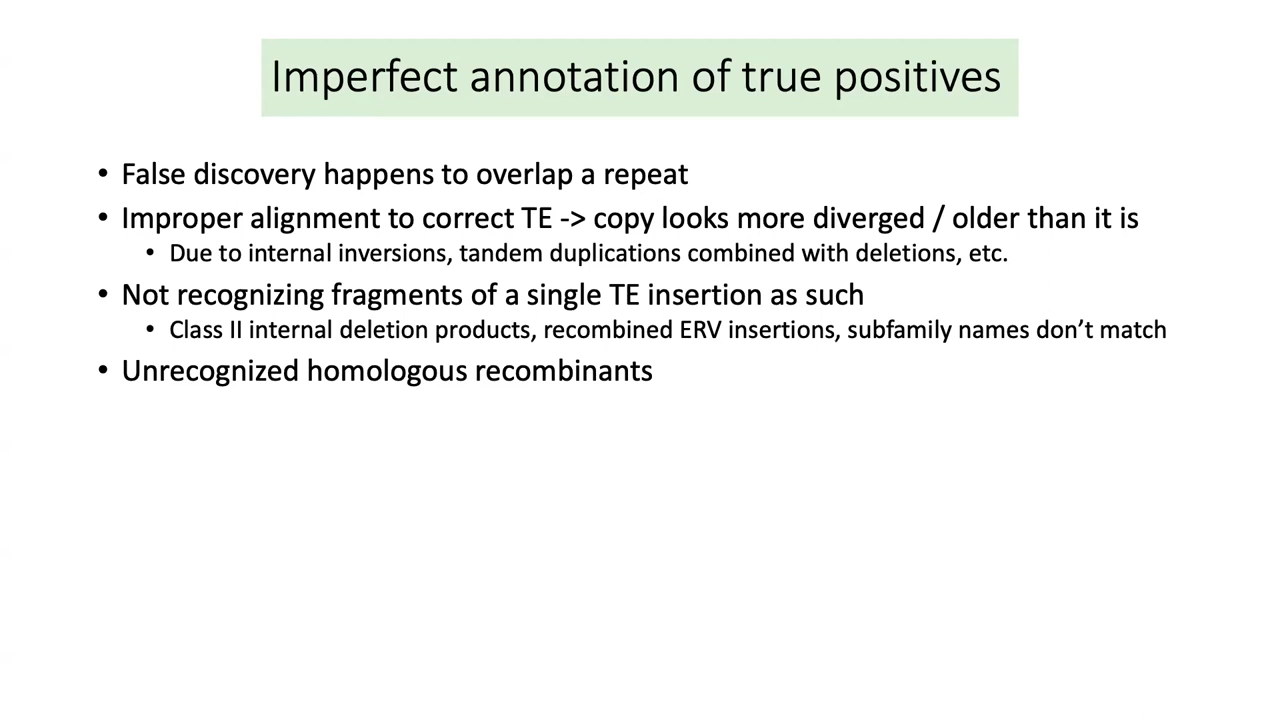 Imperfect annotation of true positives
• False discovery happens to overlap a repeat
• Improper alignment to correct TE -> copy looks more diverged / older than it is
• Due to internal inversions, tandem duplications combined with deletions, etc.
• Not recognizing fragments of a single TE insertion as such
• Class II internal deletion products, recombined ERV insertions, subfamily names don’t match
• Unrecognized homologous recombinants